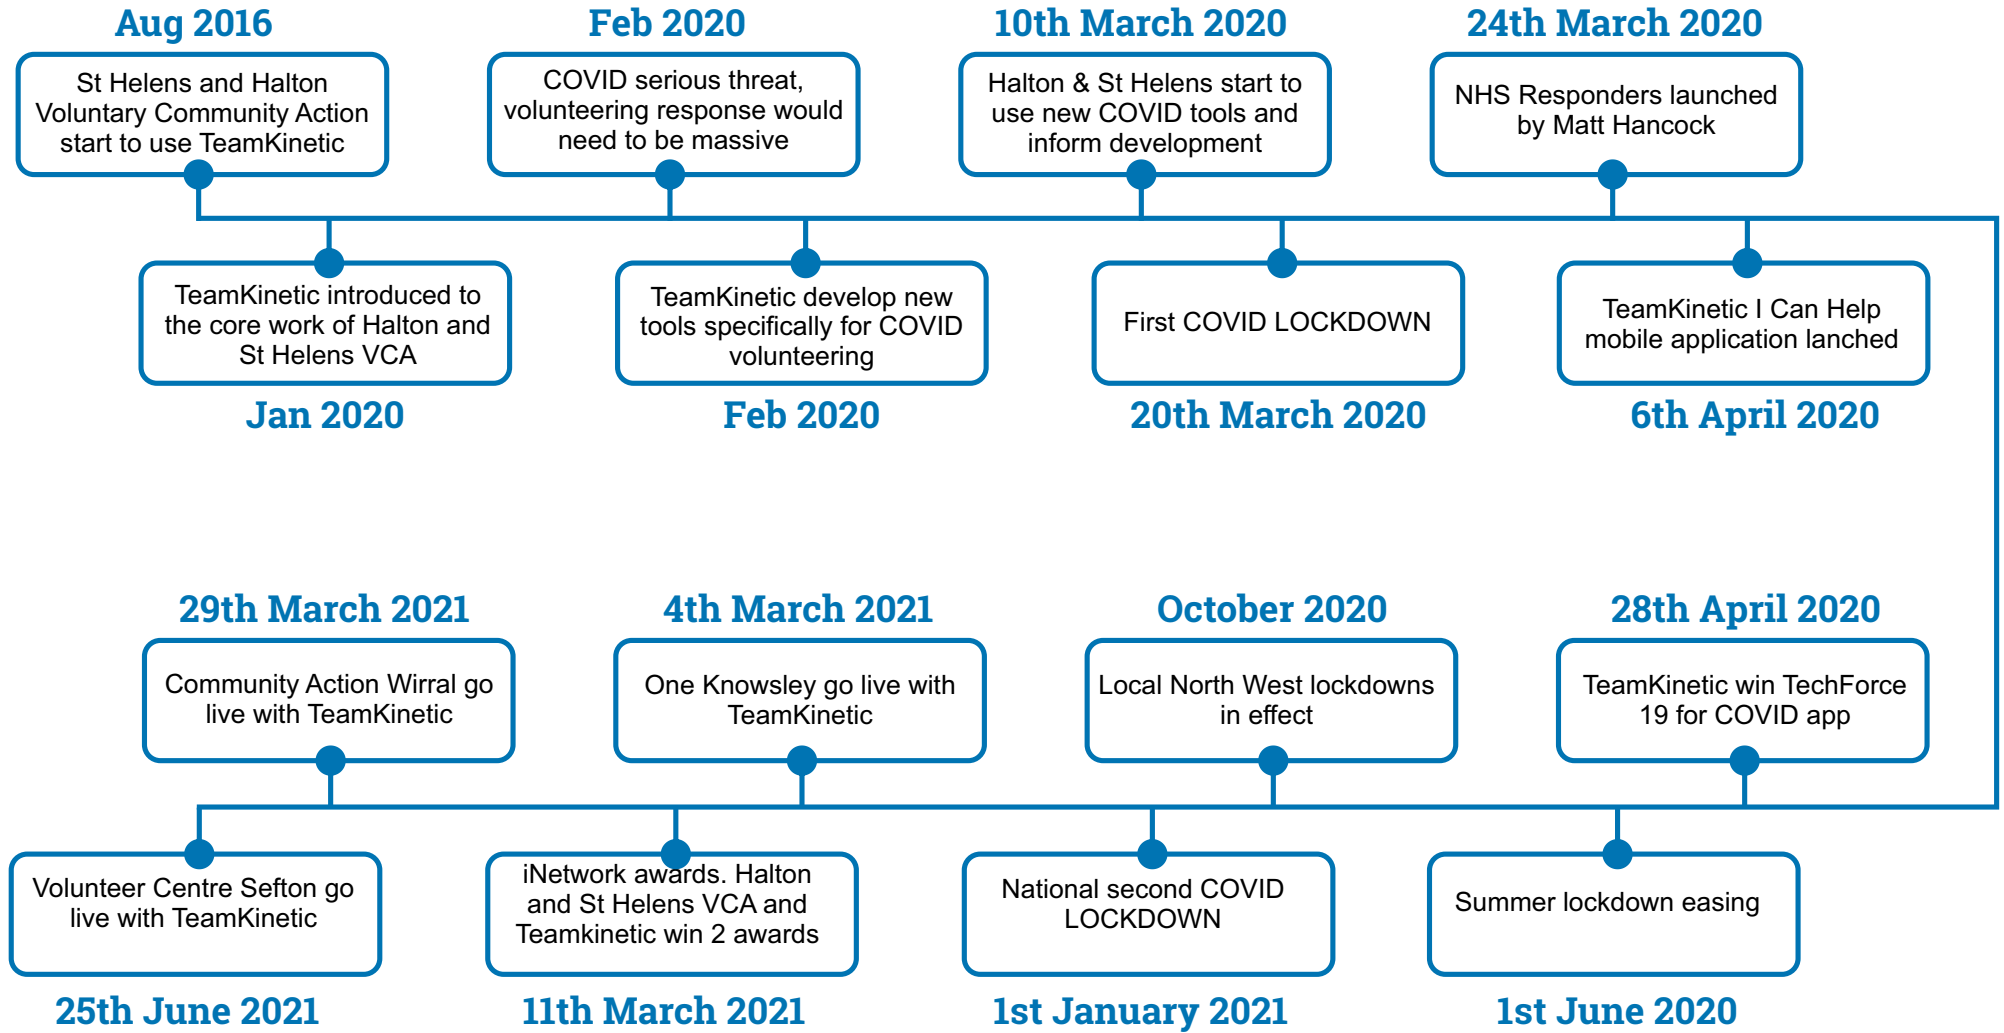 Aug 2016
St Helens and Halton
Voluntary Community Action
start to use TeamKinetic
TeamKinetic introduced to
the core work of Halton and
St Helens VCA
Jan 2020
Feb 2020
COVID serious threat,
volunteering response would
need to be massive
TeamKinetic develop new
tools specifically for COVID
volunteering
Feb 2020
10th March 2020
Halton & St Helens start to
use new COVID tools and
inform development
First COVID LOCKDOWN
20th March 2020
24th March 2020
NHS Responders launched
by Matt Hancock
TeamKinetic I Can Help
mobile application lanched
6th April 2020
28th April 2020
TeamKinetic win TechForce
19 for COVID app
Summer lockdown easing
1st June 2020
October 2020
Local North West lockdowns
in effect
National second COVID
LOCKDOWN
1st January 2021
4th March 2021
One Knowsley go live with
TeamKinetic
iNetwork awards. Halton
and St Helens VCA and
Teamkinetic win 2 awards
11th March 2021
29th March 2021
Community Action Wirral go
live with TeamKinetic
Volunteer Centre Sefton go
live with TeamKinetic
25th June 2021